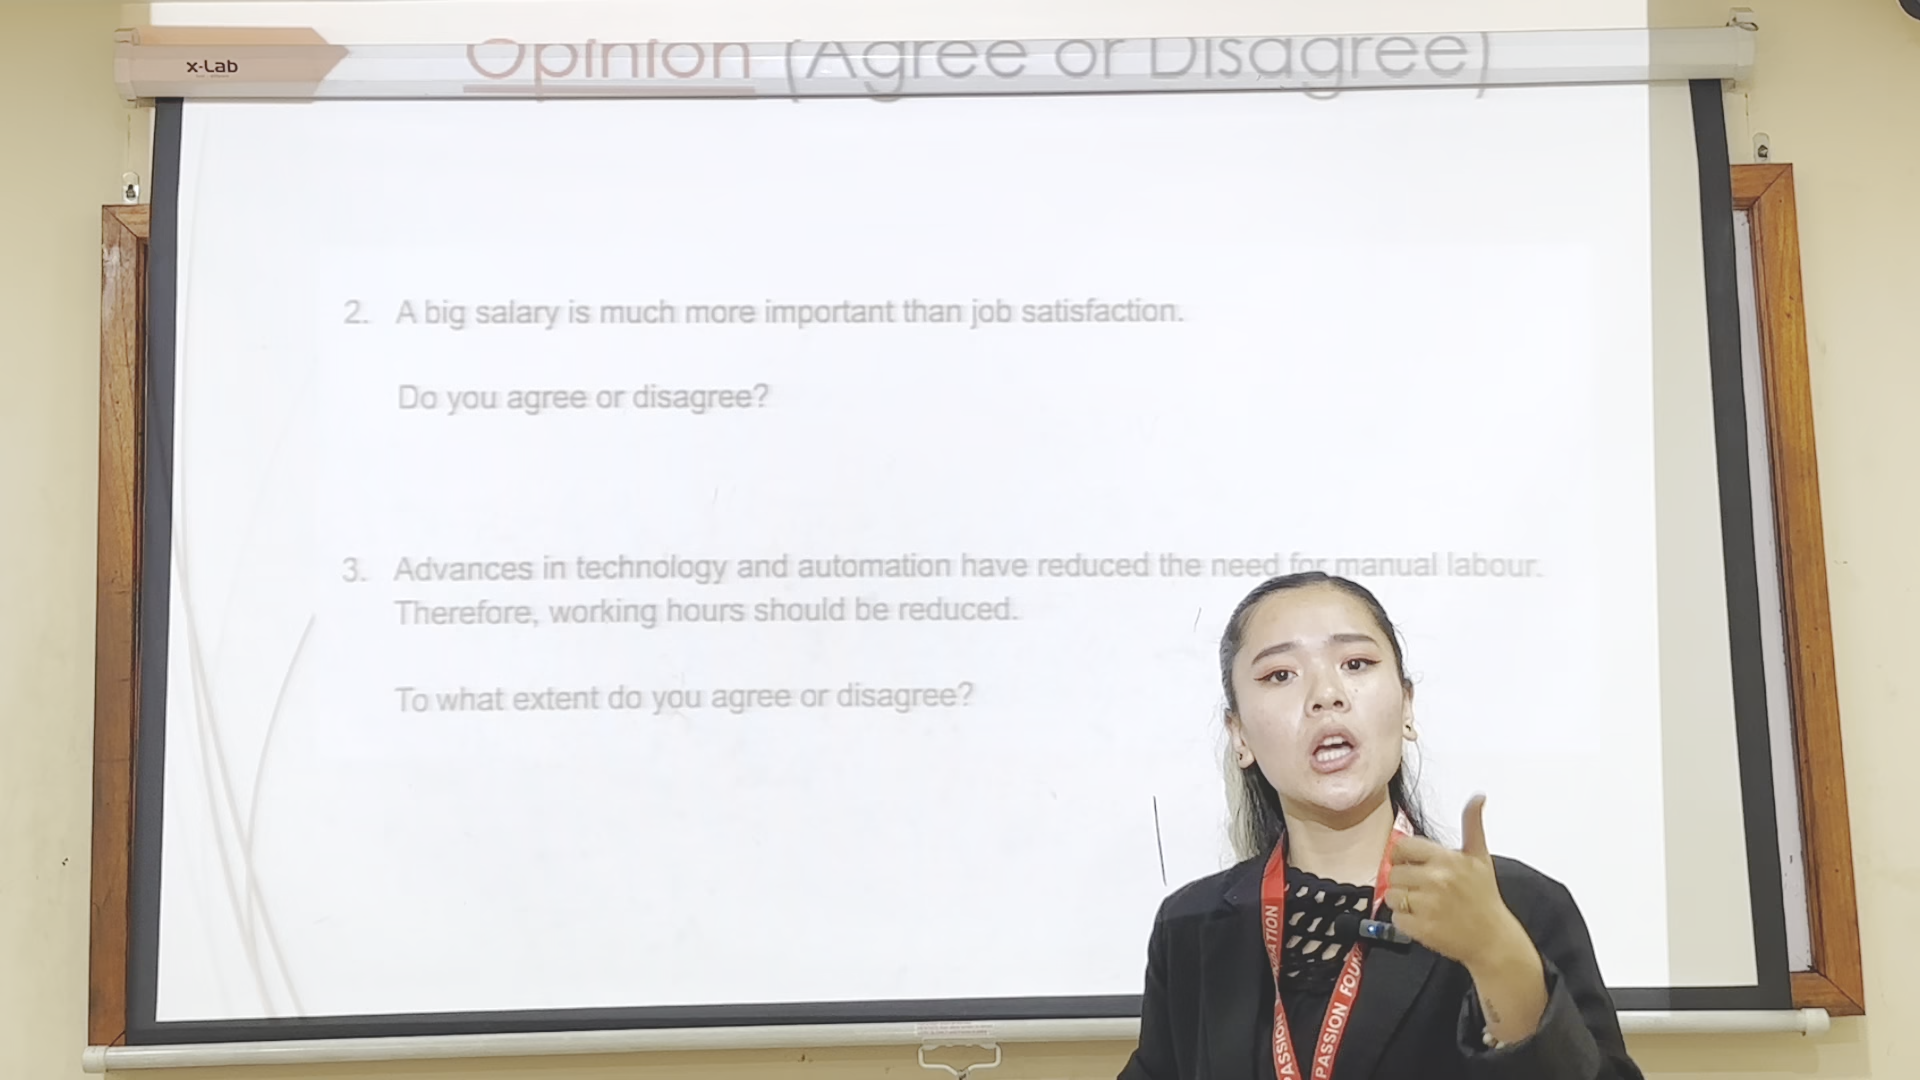 x-Lab
Opinion (Agree or Disagree)
2. A big salary is much more important than job satisfaction.
Do you agree or disagree?
3. Advances in technology and automation have reduced the need for manual labour.
Therefore, working hours should be reduced.
To what extent do you agree or disagree?
PASSION
PASSION